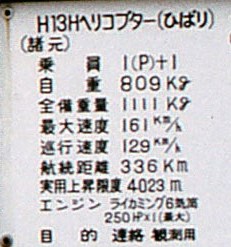 H13Hヘリコプター(ひばり)
(諸元)
乗員 1(P)+1
自重 809Kg
全備重量 1111Kg
最大速度 161Km/h
巡行速度 129Km/h
航続距離 336Km
実用上昇限度 4023m
エンジン ライカミング6気筒
250HP×1(最大)
目的 連絡 観測用